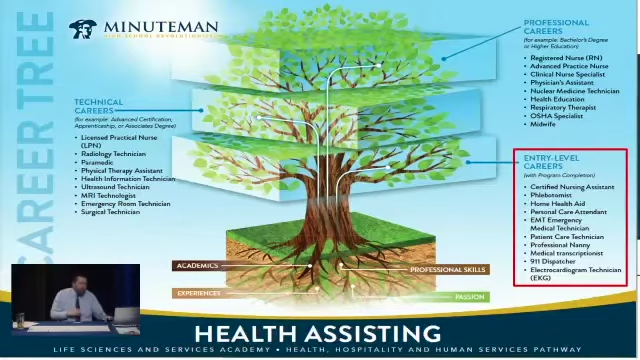 CAREER TREE
MINUTEMAN
TECHNICAL
CAREERS
(for example: Advanced Certification,
Apprenticeship, or Associates Degree)
• Licensed Practical Nurse
(LPN)
• Radiology Technician
• Paramedic
• Physical Therapy Assistant
• Health Information Technician
• Ultrasound Technician
• MRI Technologist
• Emergency Room Technician
• Surgical Technician
PROFESSIONAL
CAREERS
(for example: Bachelor's Degree
or Higher Education)
• Registered Nurse (RN)
• Advanced Practice Nurse
• Clinical Nurse Specialist
• Physician's Assistant
• Nuclear Medicine Technician
• Health Education
• Respiratory Therapist
• OSHA Specialist
• Midwife
ENTRY-LEVEL
CAREERS
(with Program Completion)
• Certified Nursing Assistant
• Phlebotomist
• Home Health Aid
• Personal Care Attendant
• EMT Emergency
Medical Technician
• Patient Care Technician
• Professional Nanny
• Medical transcriptionist
• 911 Dispatcher
• Electrocardiogram Technician
(EKG)
ACADEMICS
PROFESSIONAL SKILLS
EXPERIENCES
PASSION
HEALTH ASSISTING
LIFE SCIENCES AND SERVICES ACADEMY • HEALTH, HOSPITALITY AND HUMAN SERVICES PATHWAY